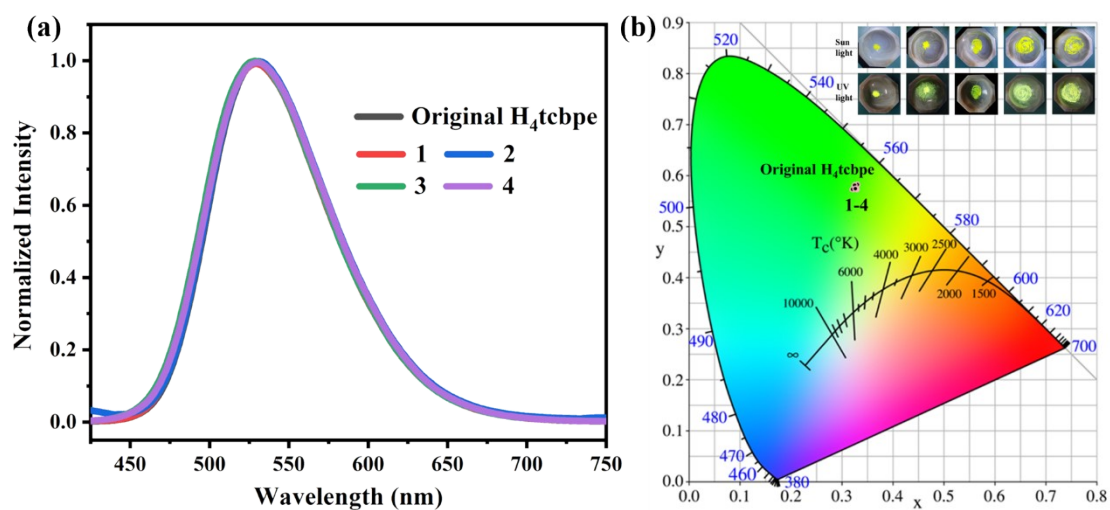 (a)
1.0
0.8
0.6
0.4
0.2
0.0
Normalized Intensity
Original H₄tcbpe
1 2
3 4
450 500 550 600 650 700 750
Wavelength (nm)
(b)
0.9
0.8
0.7
0.6
0.5
0.4
0.3
0.2
0.1
0.0
y
Sun
light
UV
light
520
540
560
500
580
600
620
700
490
480
470
460
380
Original H₄tcbpe
1-4
T_C(°K)
∞
10000
6000
4000
3000
2500
2000
1500
0.0 0.1 0.2 0.3 0.4 0.5 0.6 0.7 0.8
x